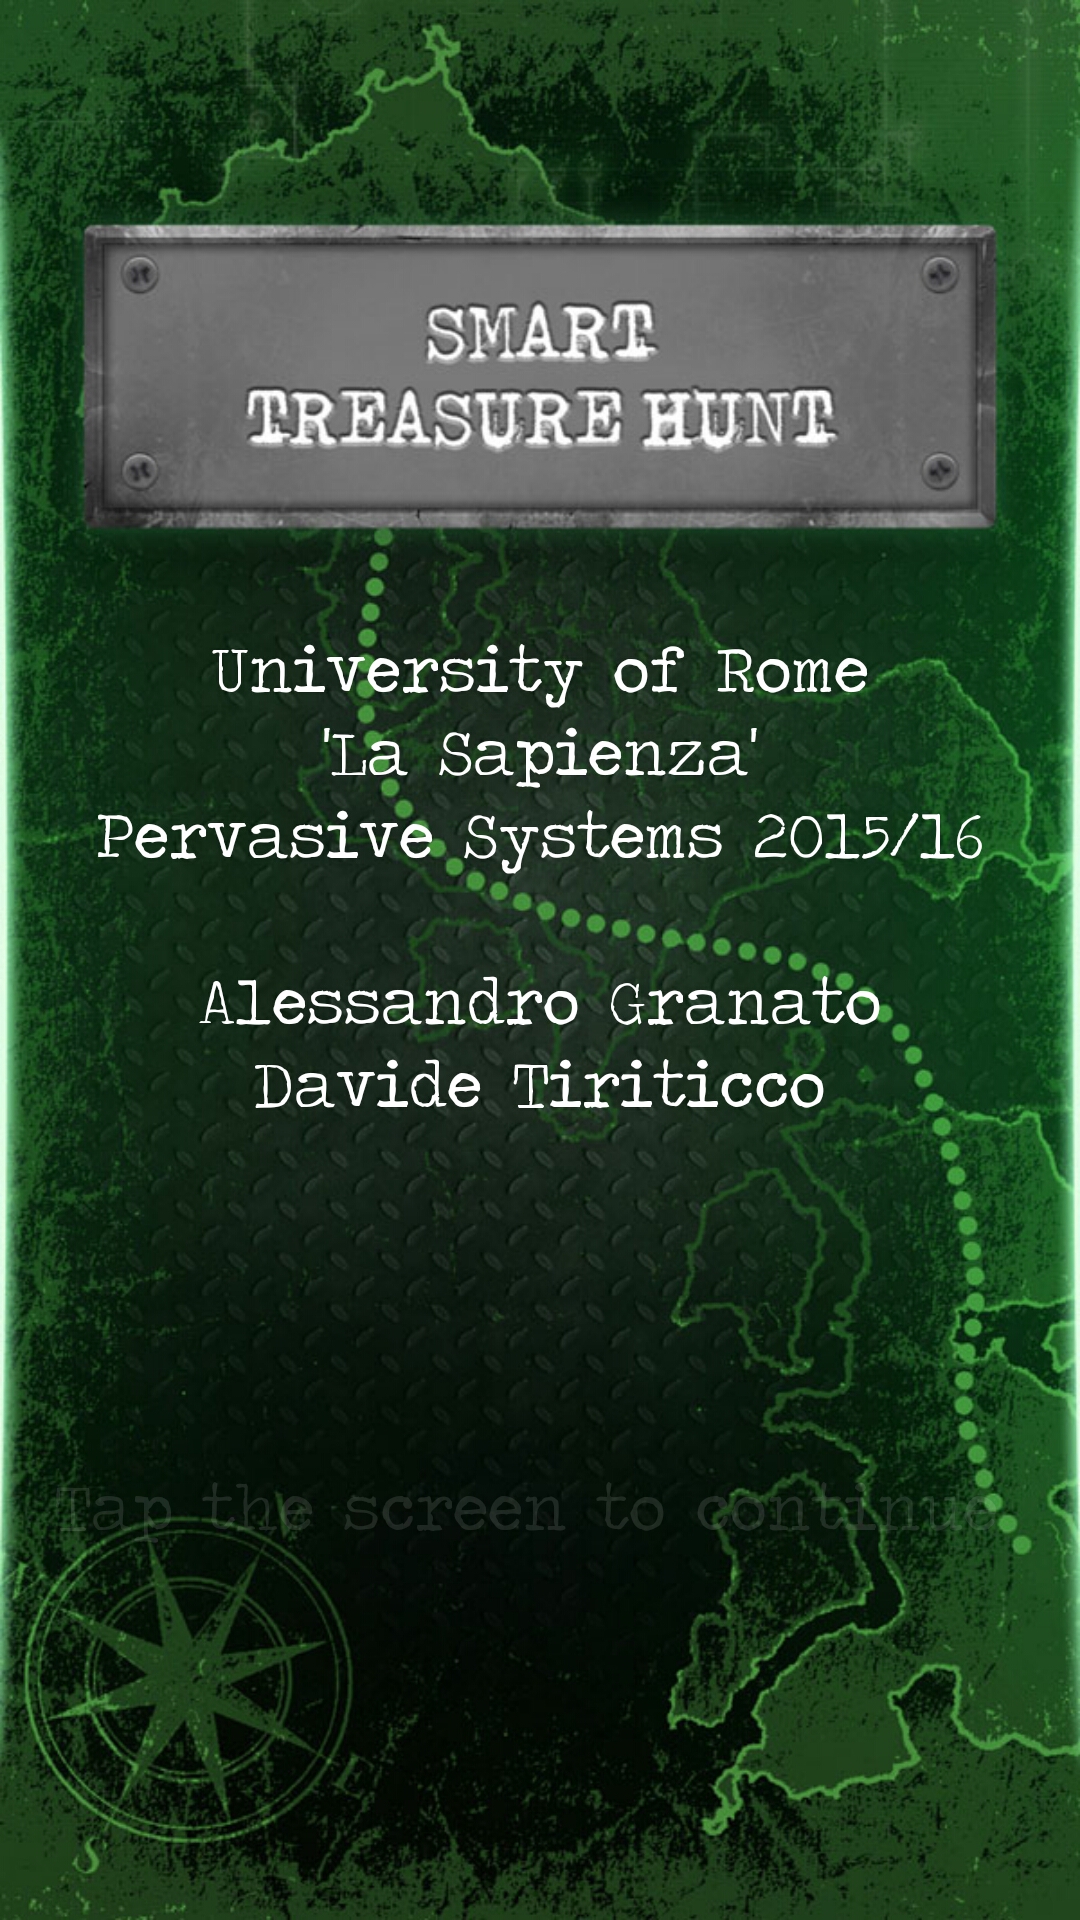 SMART
TREASURE HUNT
University of Rome
'La Sapienza'
Pervasive Systems 2015/16
Alessandro Granato
Davide Tiriticco
Tap the screen to continue
E
S